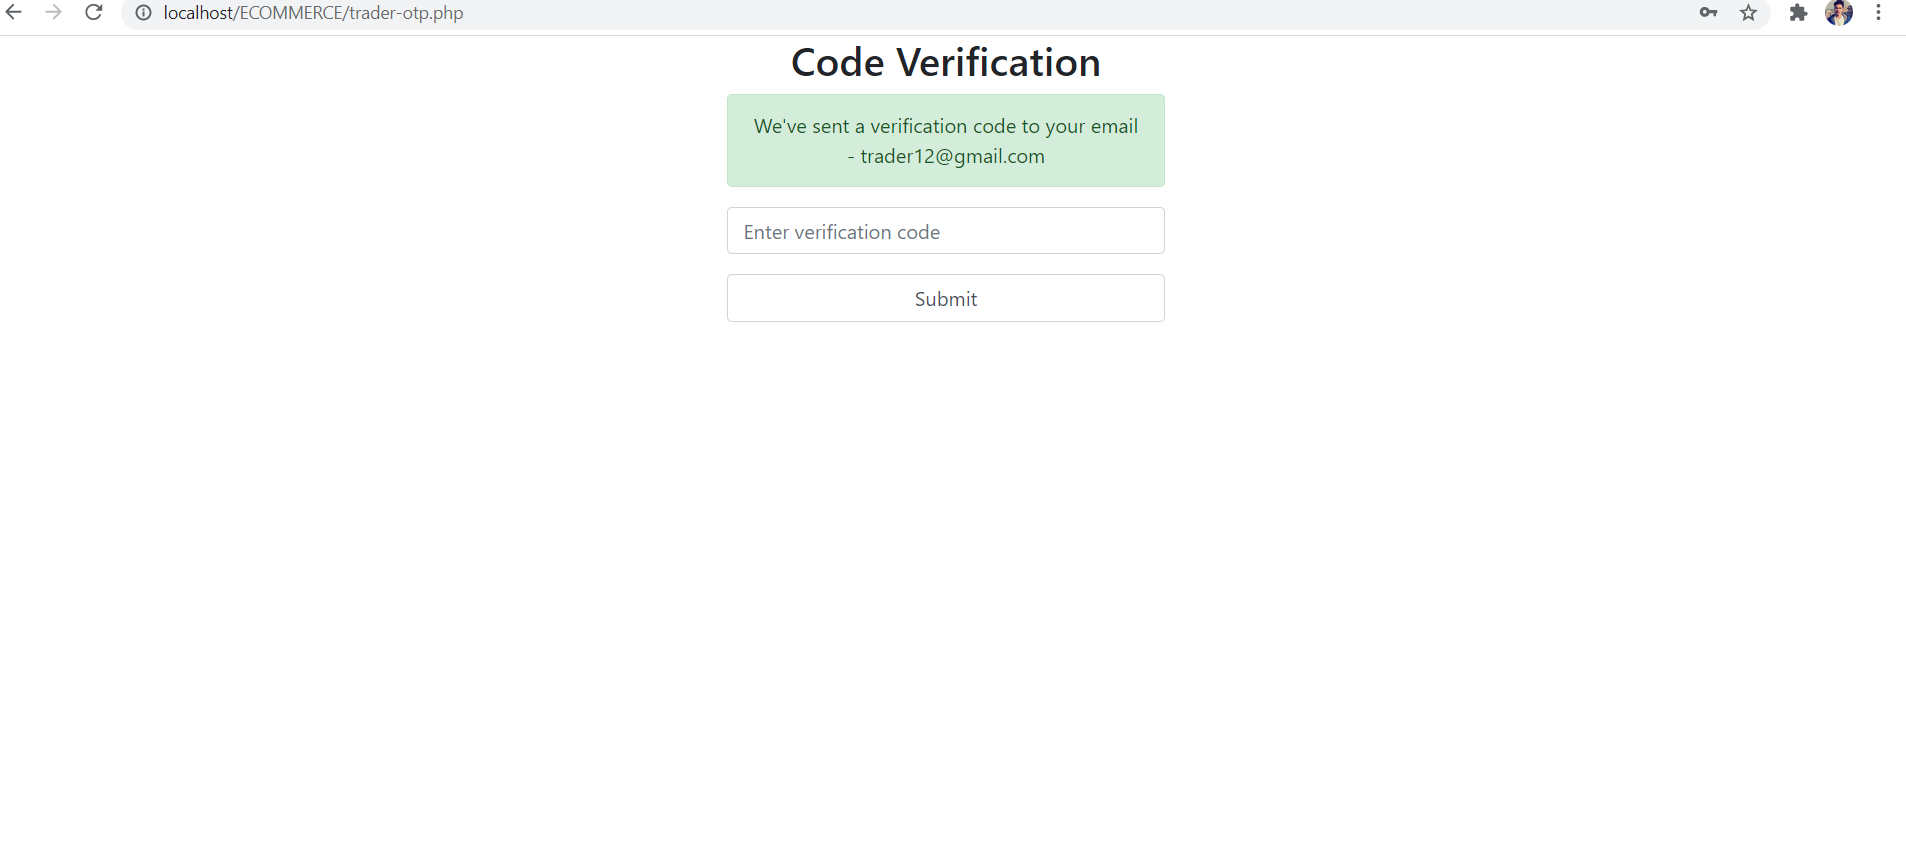 localhost/ECOMMERCE/trader-otp.php
Code Verification
We've sent a verification code to your email
- trader12@gmail.com
Enter verification code
Submit